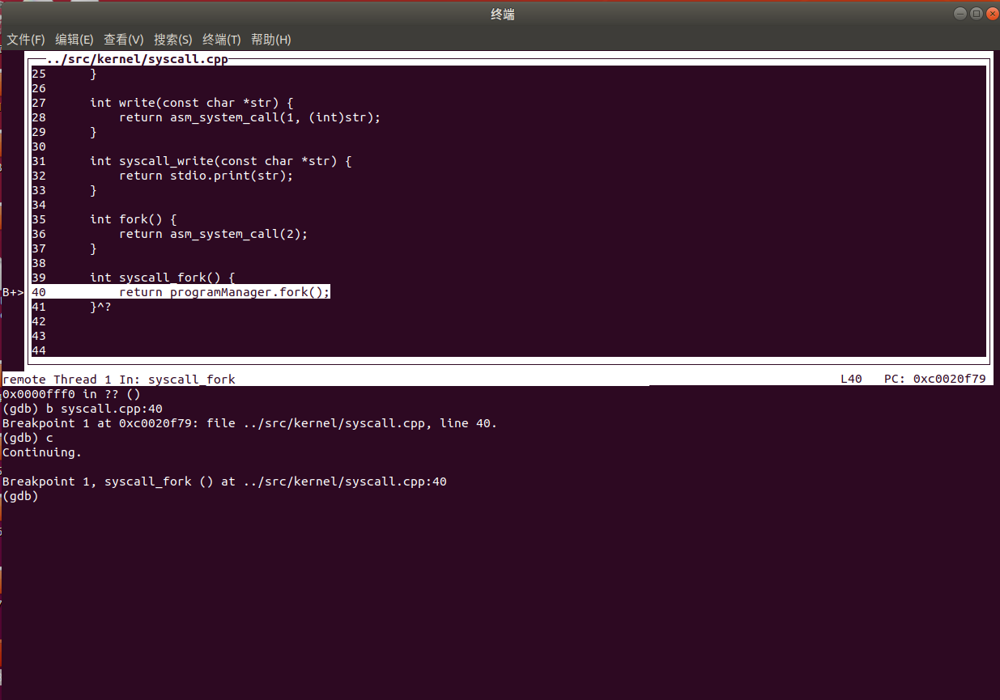 终端
文件(F) 编辑(E) 查看(V) 搜索(S) 终端(T) 帮助(H)
../src/kernel/syscall.cpp
25      }
26
27      int write(const char *str) {
28          return asm_system_call(1, (int)str);
29      }
30
31      int syscall_write(const char *str) {
32          return stdio.print(str);
33      }
34
35      int fork() {
36          return asm_system_call(2);
37      }
38
39      int syscall_fork() {
B+> 40          return programManager.fork();
41      }^?
42
43
44
remote Thread 1 In: syscall_fork L40 PC: 0xc0020f79
0x0000fff0 in ?? ()
(gdb) b syscall.cpp:40
Breakpoint 1 at 0xc0020f79: file ../src/kernel/syscall.cpp, line 40.
(gdb) c
Continuing.
Breakpoint 1, syscall_fork () at ../src/kernel/syscall.cpp:40
(gdb)